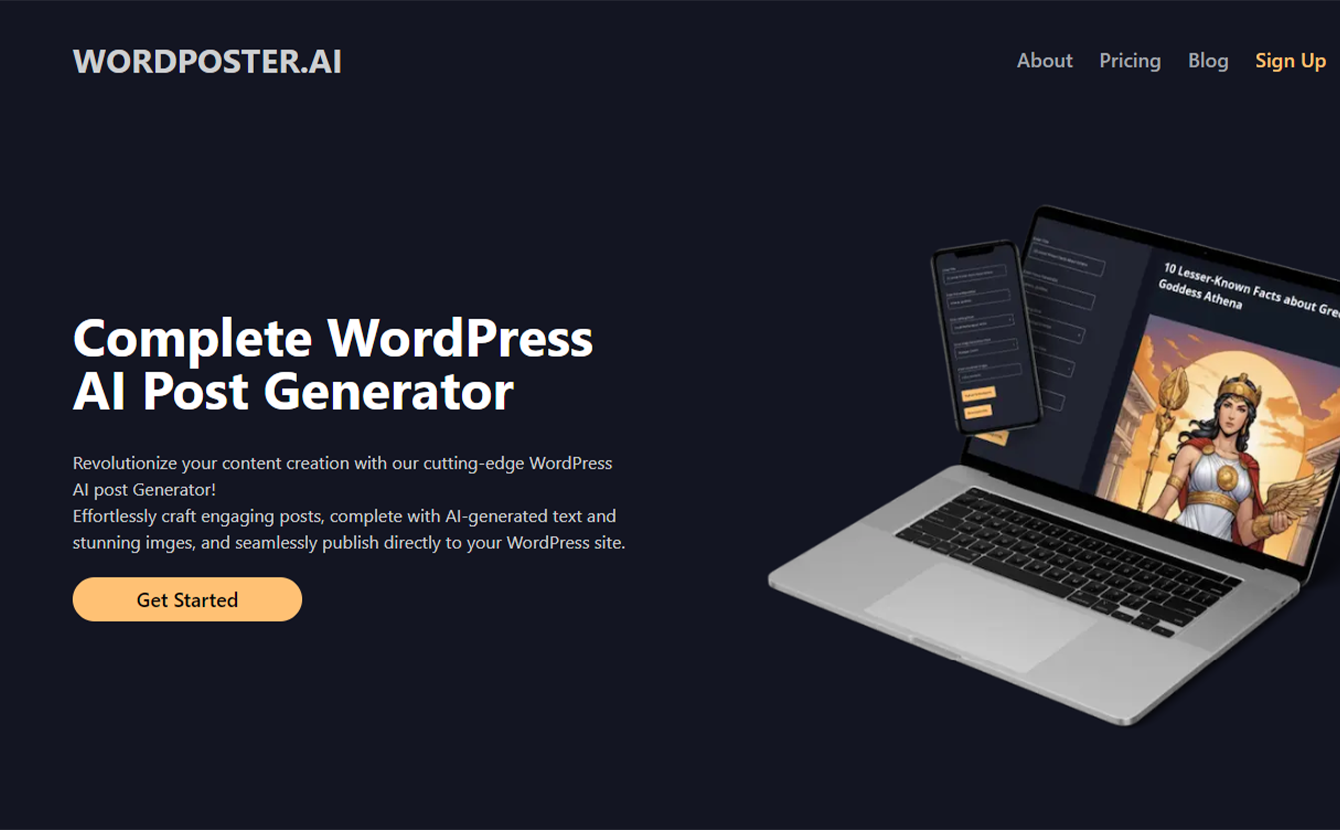 WORDPOSTER.AI
About Pricing Blog Sign Up
Complete WordPress
AI Post Generator
Revolutionize your content creation with our cutting-edge WordPress
AI post Generator!
Effortlessly craft engaging posts, complete with AI-generated text and
stunning imges, and seamlessly publish directly to your WordPress site.
Get Started
10 Lesser-Known Facts about Gre
Goddess Athena